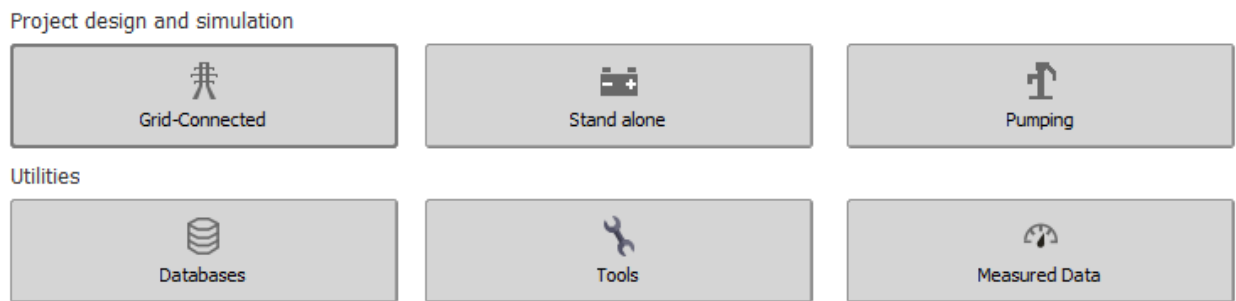 Project design and simulation
Grid-Connected
Stand alone
Pumping
Utilities
Databases
Tools
Measured Data